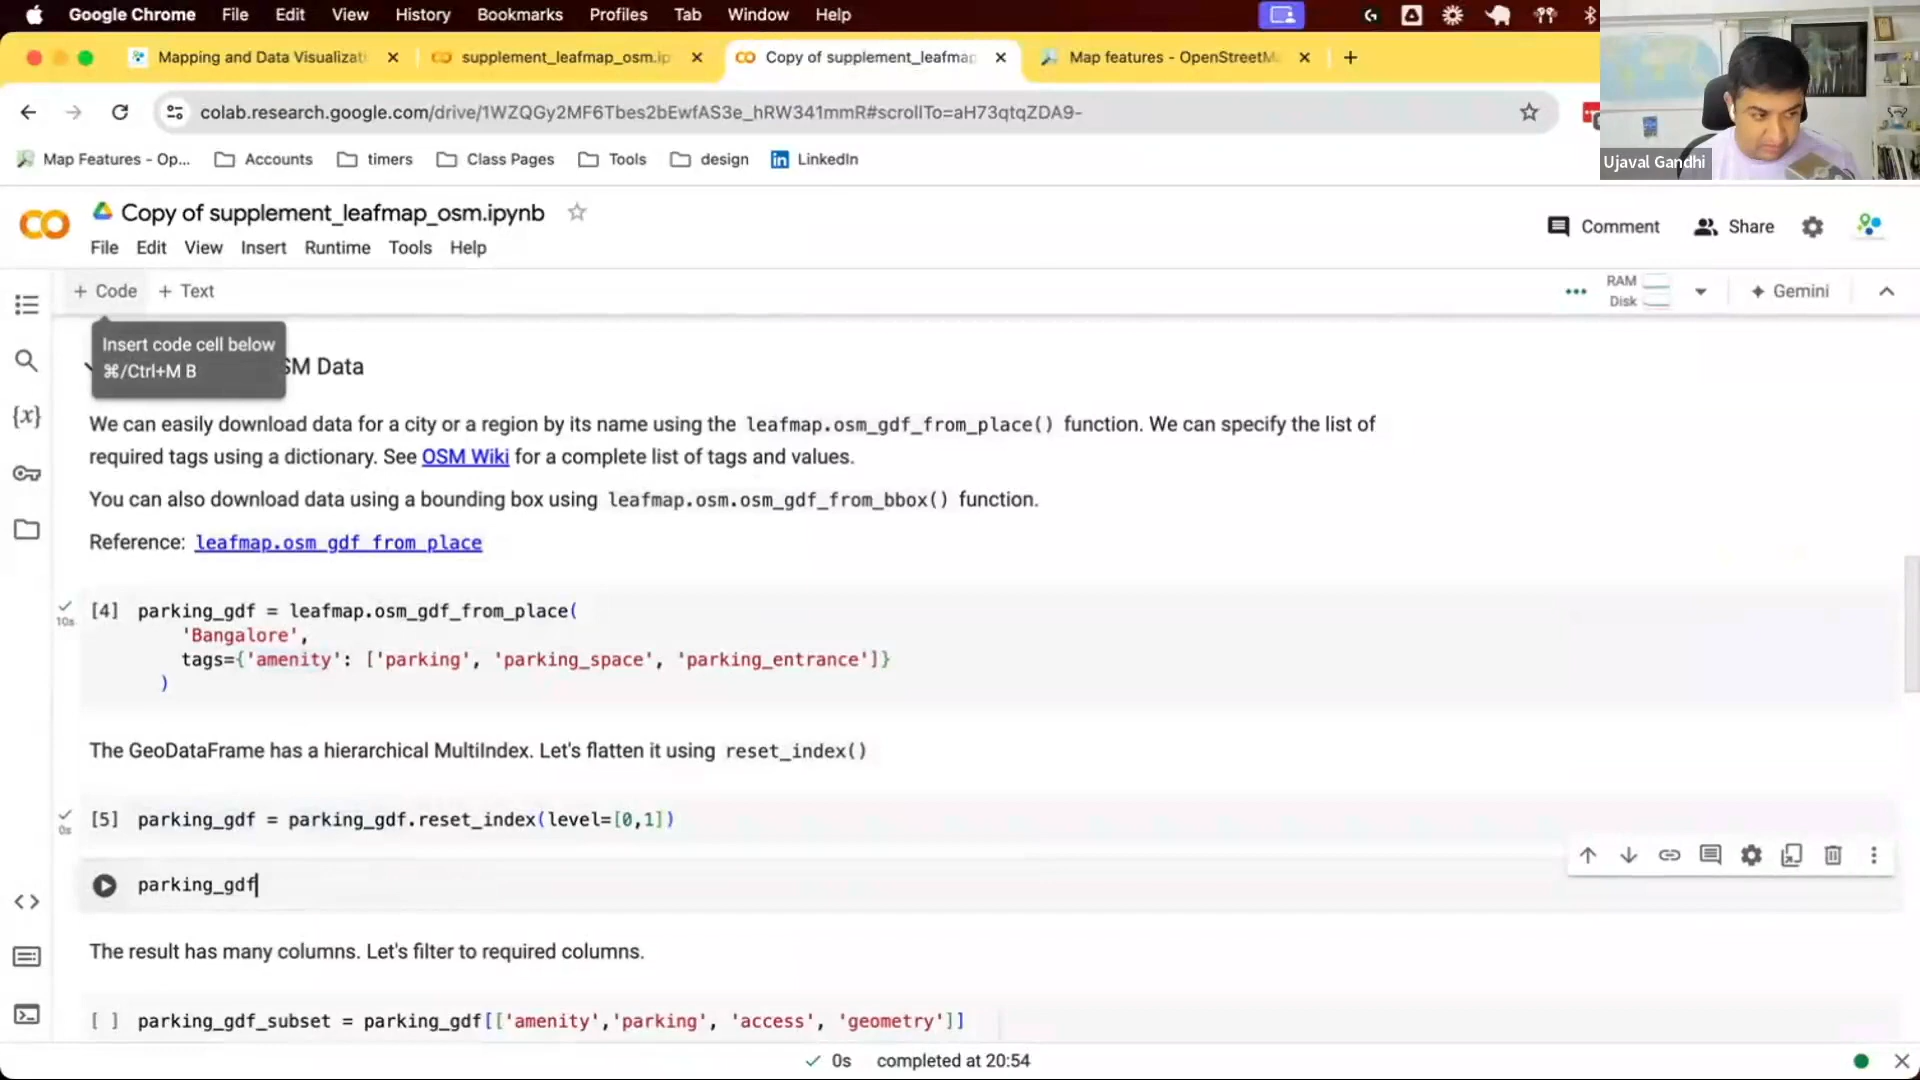 Google Chrome File Edit View History Bookmarks Profiles Tab Window Help
Mapping and Data Visualizati
supplement_leafmap_osm.ip
Copy of supplement_leafmap
Map features - OpenStreetM
colab.research.google.com/drive/1WZQGy2MF6Tbes2bEwfAS3e_hRW341mmR#scrollTo=aH73qtqZDA9-
Map Features - Op... Accounts timers Class Pages Tools design LinkedIn
Ujaval Gandhi
Copy of supplement_leafmap_osm.ipynb
Comment Share
File Edit View Insert Runtime Tools Help
+ Code + Text
RAM
Disk
Gemini
Insert code cell below
⌘/Ctrl+M B
SM Data
We can easily download data for a city or a region by its name using the leafmap.osm_gdf_from_place() function. We can specify the list of
required tags using a dictionary. See OSM Wiki for a complete list of tags and values.
You can also download data using a bounding box using leafmap.osm.osm_gdf_from_bbox() function.
Reference: leafmap.osm_gdf_from_place
[4] parking_gdf = leafmap.osm_gdf_from_place(
10s
'Bangalore',
tags={'amenity': ['parking', 'parking_space', 'parking_entrance']}
)
The GeoDataFrame has a hierarchical MultiIndex. Let's flatten it using reset_index()
[5] parking_gdf = parking_gdf.reset_index(level=[0,1])
0s
parking_gdf
The result has many columns. Let's filter to required columns.
[ ] parking_gdf_subset = parking_gdf[['amenity','parking', 'access', 'geometry']]
0s completed at 20:54